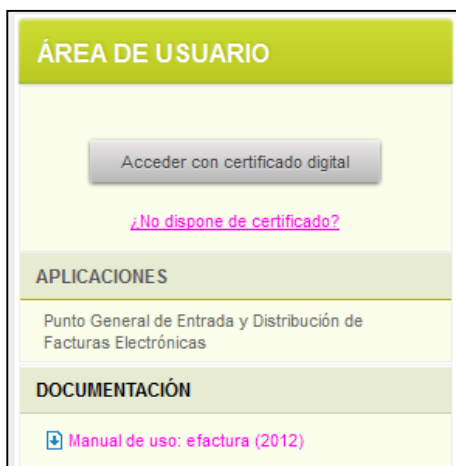 ÁREA DE USUARIO
Acceder con certificado digital
¿No dispone de certificado?
APLICACIONES
Punto General de Entrada y Distribución de
Facturas Electrónicas
DOCUMENTACIÓN
Manual de uso: efactura (2012)